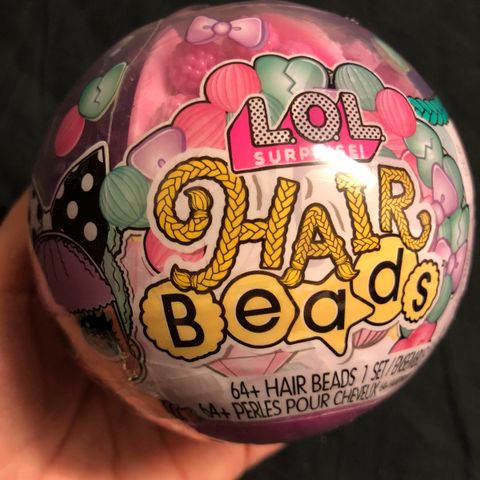 L.O.L.
SURPRISE!
HAIR
Beads
64+ HAIR BEADS 1 SET /
64+ PERLES POUR CHEVEUX